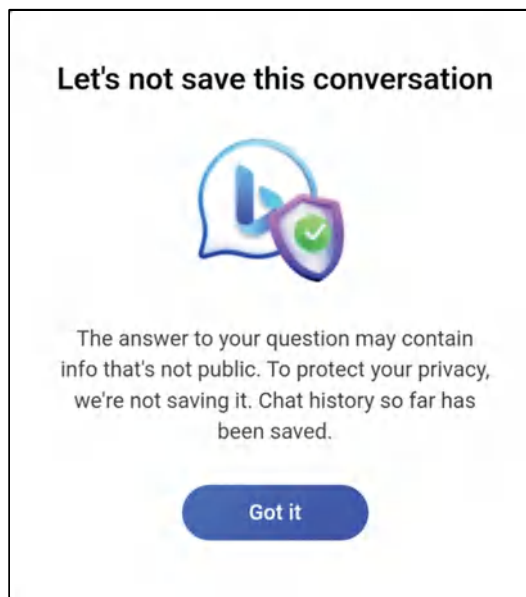 Let's not save this conversation
The answer to your question may contain
info that's not public. To protect your privacy,
we're not saving it. Chat history so far has
been saved.
Got it